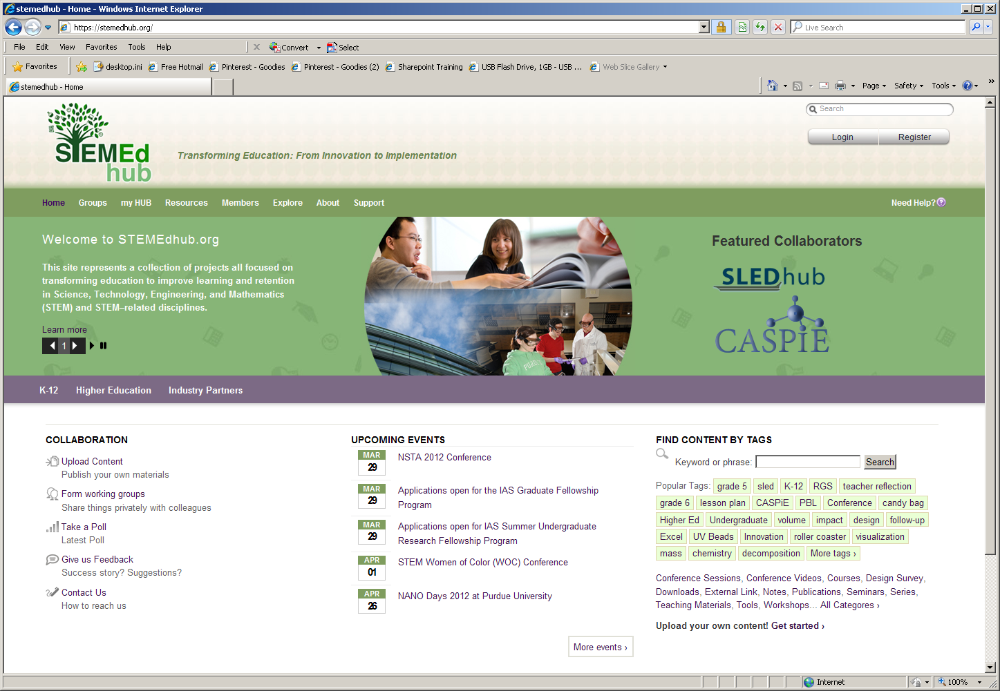 stemedhub - Home - Windows Internet Explorer
https://stemedhub.org/
Live Search
File Edit View Favorites Tools Help
Convert Select
Favorites desktop.ini Free Hotmail Pinterest - Goodies Pinterest - Goodies (2) Sharepoint Training USB Flash Drive, 1GB - USB ... Web Slice Gallery
stemedhub - Home
Page Safety Tools
STEMEd
hub
Transforming Education: From Innovation to Implementation
Search
Login Register
Home Groups my HUB Resources Members Explore About Support Need Help?
Welcome to STEMEdhub.org
This site represents a collection of projects all focused on
transforming education to improve learning and retention
in Science, Technology, Engineering, and Mathematics
(STEM) and STEM–related disciplines.
Learn more
1
Featured Collaborators
SLEDhub
CASPiE
K-12 Higher Education Industry Partners
COLLABORATION
Upload Content
Publish your own materials
Form working groups
Share things privately with colleagues
Take a Poll
Latest Poll
Give us Feedback
Success story? Suggestions?
Contact Us
How to reach us
UPCOMING EVENTS
MAR
29
NSTA 2012 Conference
MAR
29
Applications open for the IAS Graduate Fellowship
Program
MAR
29
Applications open for IAS Summer Undergraduate
Research Fellowship Program
APR
01
STEM Women of Color (WOC) Conference
APR
26
NANO Days 2012 at Purdue University
More events ›
FIND CONTENT BY TAGS
Keyword or phrase: Search
Popular Tags: grade 5 sled K-12 RGS teacher reflection
grade 6 lesson plan CASPiE PBL Conference candy bag
Higher Ed Undergraduate volume impact design follow-up
Excel UV Beads Innovation roller coaster visualization
mass chemistry decomposition More tags ›
Conference Sessions, Conference Videos, Courses, Design Survey,
Downloads, External Link, Notes, Publications, Seminars, Series,
Teaching Materials, Tools, Workshops... All Categores ›
Upload your own content! Get started ›
Internet 100%